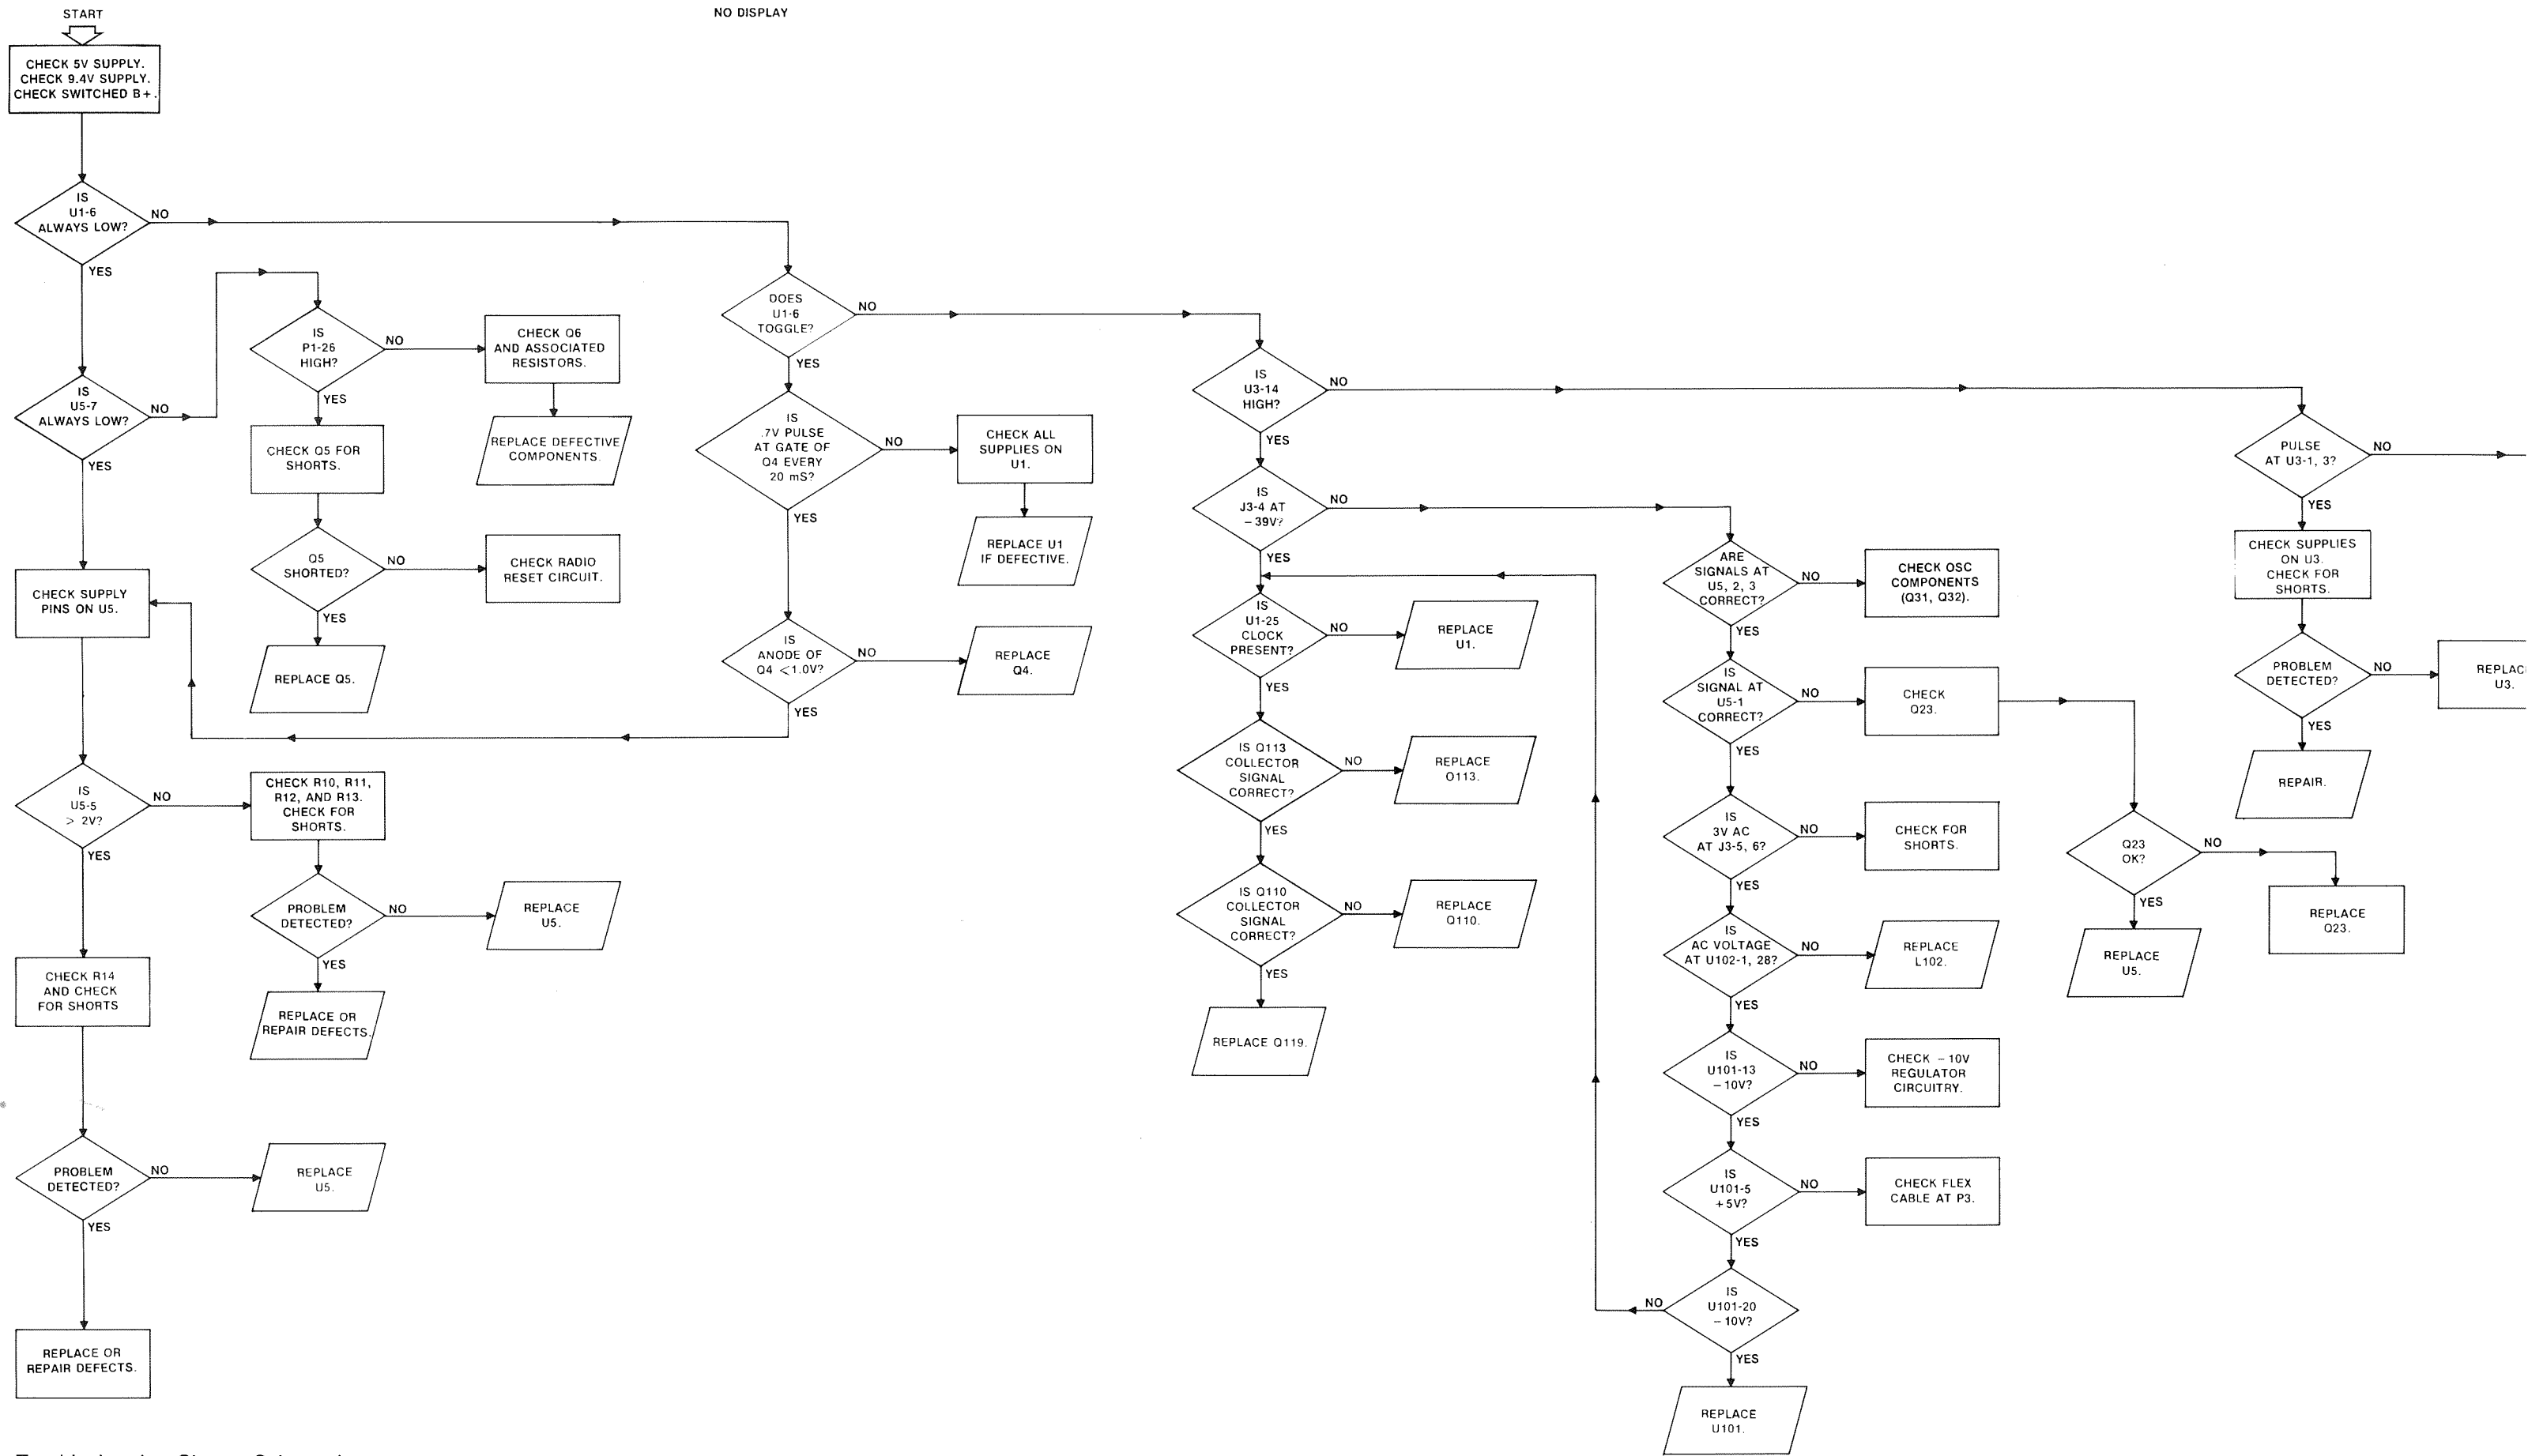 START
NO DISPLAY
CHECK 5V SUPPLY.
CHECK 9.4V SUPPLY.
CHECK SWITCHED B+.
IS
U1-6
ALWAYS LOW?
NO
YES
IS
U5-7
ALWAYS LOW?
NO
YES
IS
P1-26
HIGH?
NO
YES
CHECK Q6
AND ASSOCIATED
RESISTORS.
REPLACE DEFECTIVE
COMPONENTS.
CHECK Q5 FOR
SHORTS.
Q5
SHORTED?
NO
YES
CHECK RADIO
RESET CIRCUIT.
REPLACE Q5.
CHECK SUPPLY
PINS ON U5.
IS
U5-5
> 2V?
NO
YES
CHECK R10, R11,
R12, AND R13.
CHECK FOR
SHORTS.
PROBLEM
DETECTED?
NO
YES
REPLACE
U5.
REPLACE OR
REPAIR DEFECTS.
CHECK R14
AND CHECK
FOR SHORTS
PROBLEM
DETECTED?
NO
YES
REPLACE
U5.
REPLACE OR
REPAIR DEFECTS.
DOES
U1-6
TOGGLE?
NO
YES
IS
.7V PULSE
AT GATE OF
Q4 EVERY
20 mS?
NO
YES
CHECK ALL
SUPPLIES ON
U1.
REPLACE U1
IF DEFECTIVE.
IS
ANODE OF
Q4 <1.0V?
NO
YES
REPLACE
Q4.
IS
U3-14
HIGH?
NO
YES
IS
J3-4 AT
-39V?
NO
YES
IS
U1-25
CLOCK
PRESENT?
NO
YES
REPLACE
U1.
IS Q113
COLLECTOR
SIGNAL
CORRECT?
NO
YES
REPLACE
Q113.
IS Q110
COLLECTOR
SIGNAL
CORRECT?
NO
YES
REPLACE
Q110.
REPLACE Q119.
ARE
SIGNALS AT
U5, 2, 3
CORRECT?
NO
YES
CHECK OSC
COMPONENTS
(Q31, Q32).
IS
SIGNAL AT
U5-1
CORRECT?
NO
YES
CHECK
Q23.
IS
3V AC
AT J3-5, 6?
NO
YES
CHECK FOR
SHORTS.
IS
AC VOLTAGE
AT U102-1, 28?
NO
YES
REPLACE
L102.
IS
U101-13
-10V?
NO
YES
CHECK -10V
REGULATOR
CIRCUITRY.
IS
U101-5
+5V?
NO
YES
CHECK FLEX
CABLE AT P3.
IS
U101-20
-10V?
NO
YES
REPLACE
U101.
Q23
OK?
NO
YES
REPLACE
Q23.
REPLACE
U5.
PULSE
AT U3-1, 3?
NO
YES
CHECK SUPPLIES
ON U3.
CHECK FOR
SHORTS.
PROBLEM
DETECTED?
NO
YES
REPLAC
U3.
REPAIR.